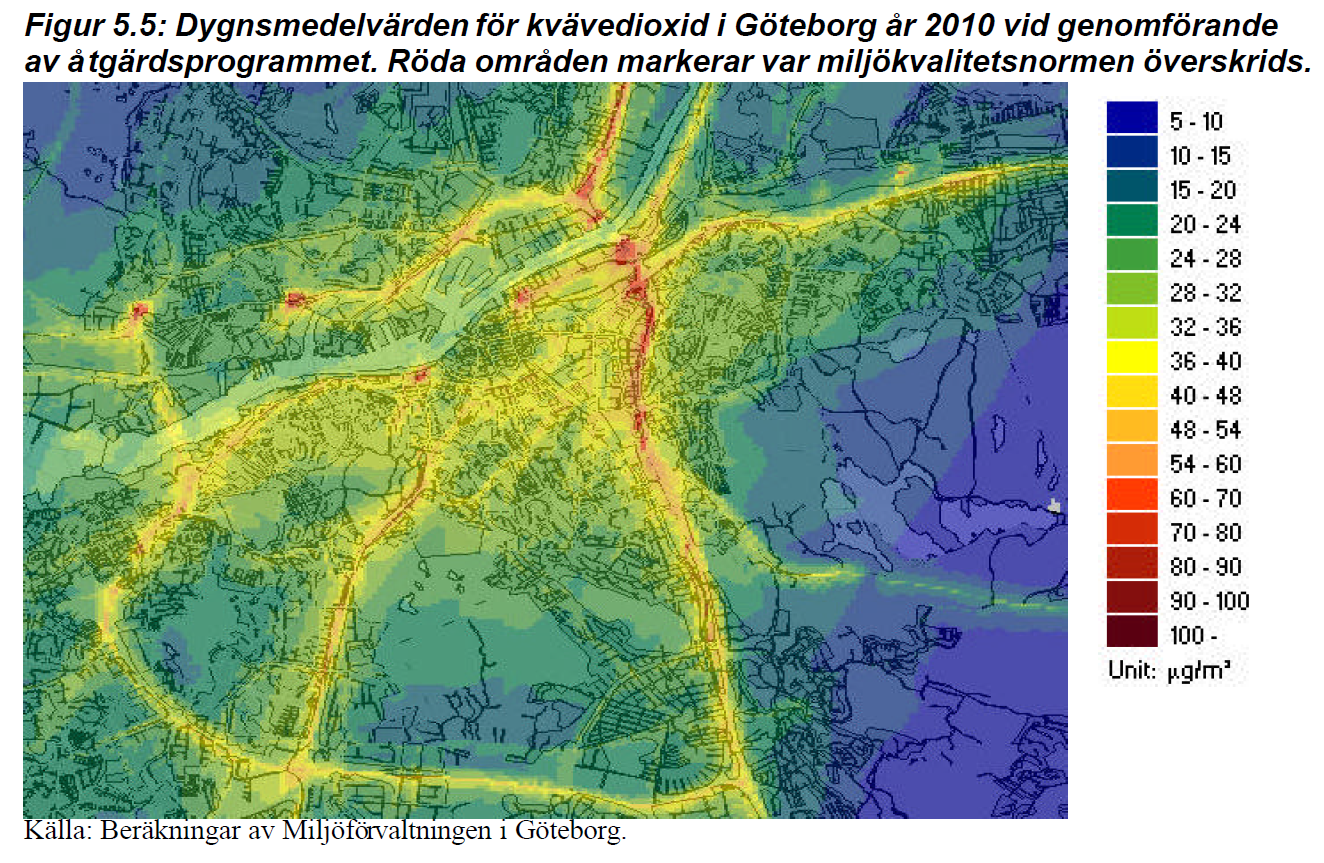 Figur 5.5: Dygnsmedelvärden för kvävedioxid i Göteborg år 2010 vid genomförande
av åtgärdsprogrammet. Röda områden markerar var miljökvalitetsnormen överskrids.
5 - 10
10 - 15
15 - 20
20 - 24
24 - 28
28 - 32
32 - 36
36 - 40
40 - 48
48 - 54
54 - 60
60 - 70
70 - 80
80 - 90
90 - 100
100 -
Unit: µg/m³
Källa: Beräkningar av Miljöförvaltningen i Göteborg.